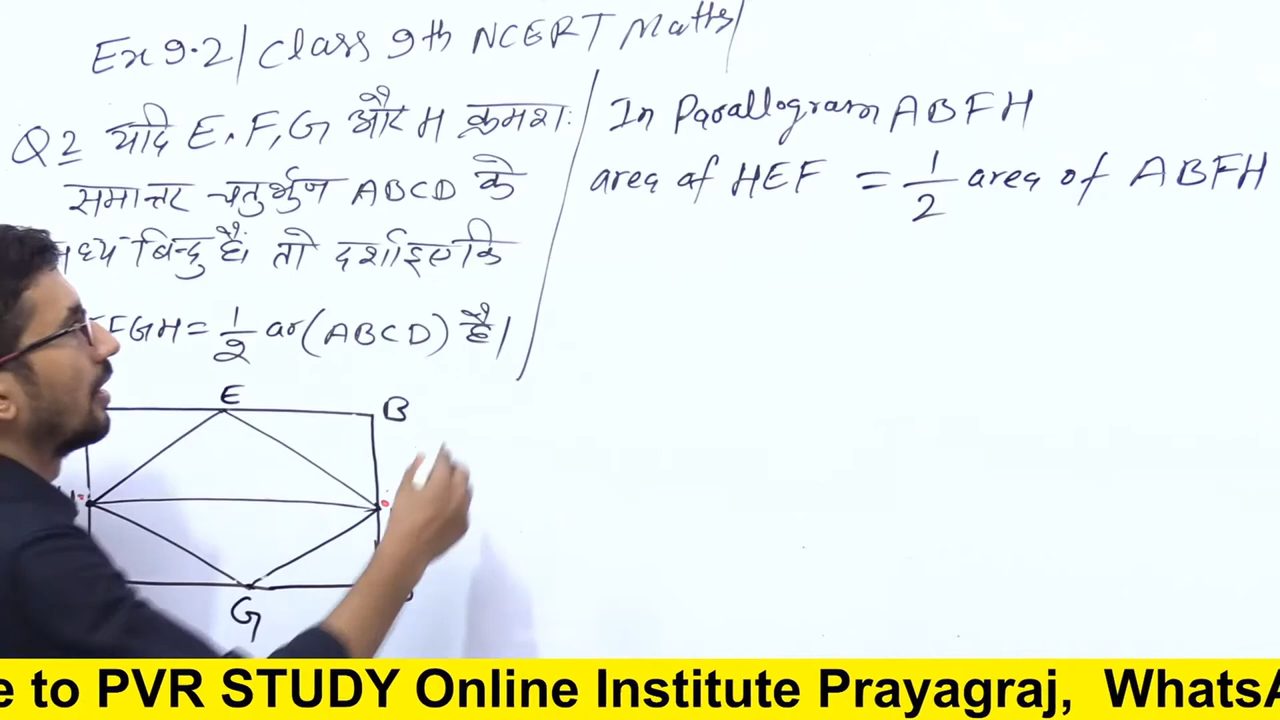 Ex 9.2/ Class 9th NCERT Maths/
Q2 यदि E, F, G और H क्रमशः
समान्तर चतुर्भुज ABCD के
मध्य बिन्दु है। तो दर्शाइए कि
FGH = 1/2 ar(ABCD) है।
In Parallogram ABFH
area of HEF = 1/2 area of ABFH
E
B
G
e to PVR STUDY Online Institute Prayagraj, WhatsA